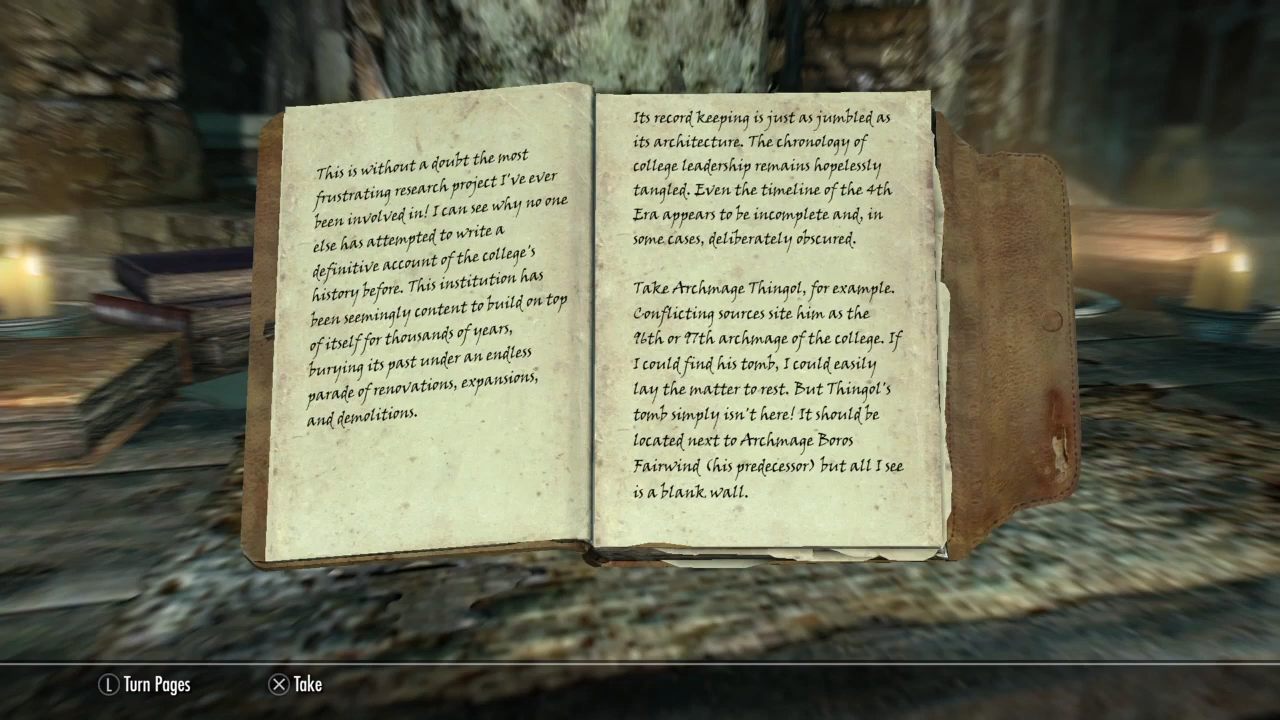 This is without a doubt the most
frustrating research project I've ever
been involved in! I can see why no one
else has attempted to write a
definitive account of the college's
history before. This institution has
been seemingly content to build on top
of itself for thousands of years,
burying its past under an endless
parade of renovations, expansions,
and demolitions.
Its record keeping is just as jumbled as
its architecture. The chronology of
college leadership remains hopelessly
tangled. Even the timeline of the 4th
Era appears to be incomplete and, in
some cases, deliberately obscured.
Take Archmage Thingol, for example.
Conflicting sources site him as the
96th or 97th archmage of the college. If
I could find his tomb, I could easily
lay the matter to rest. But Thingol's
tomb simply isn't here! It should be
located next to Archmage Boros
Fairwind (his predecessor) but all I see
is a blank wall.
L Turn Pages
X Take